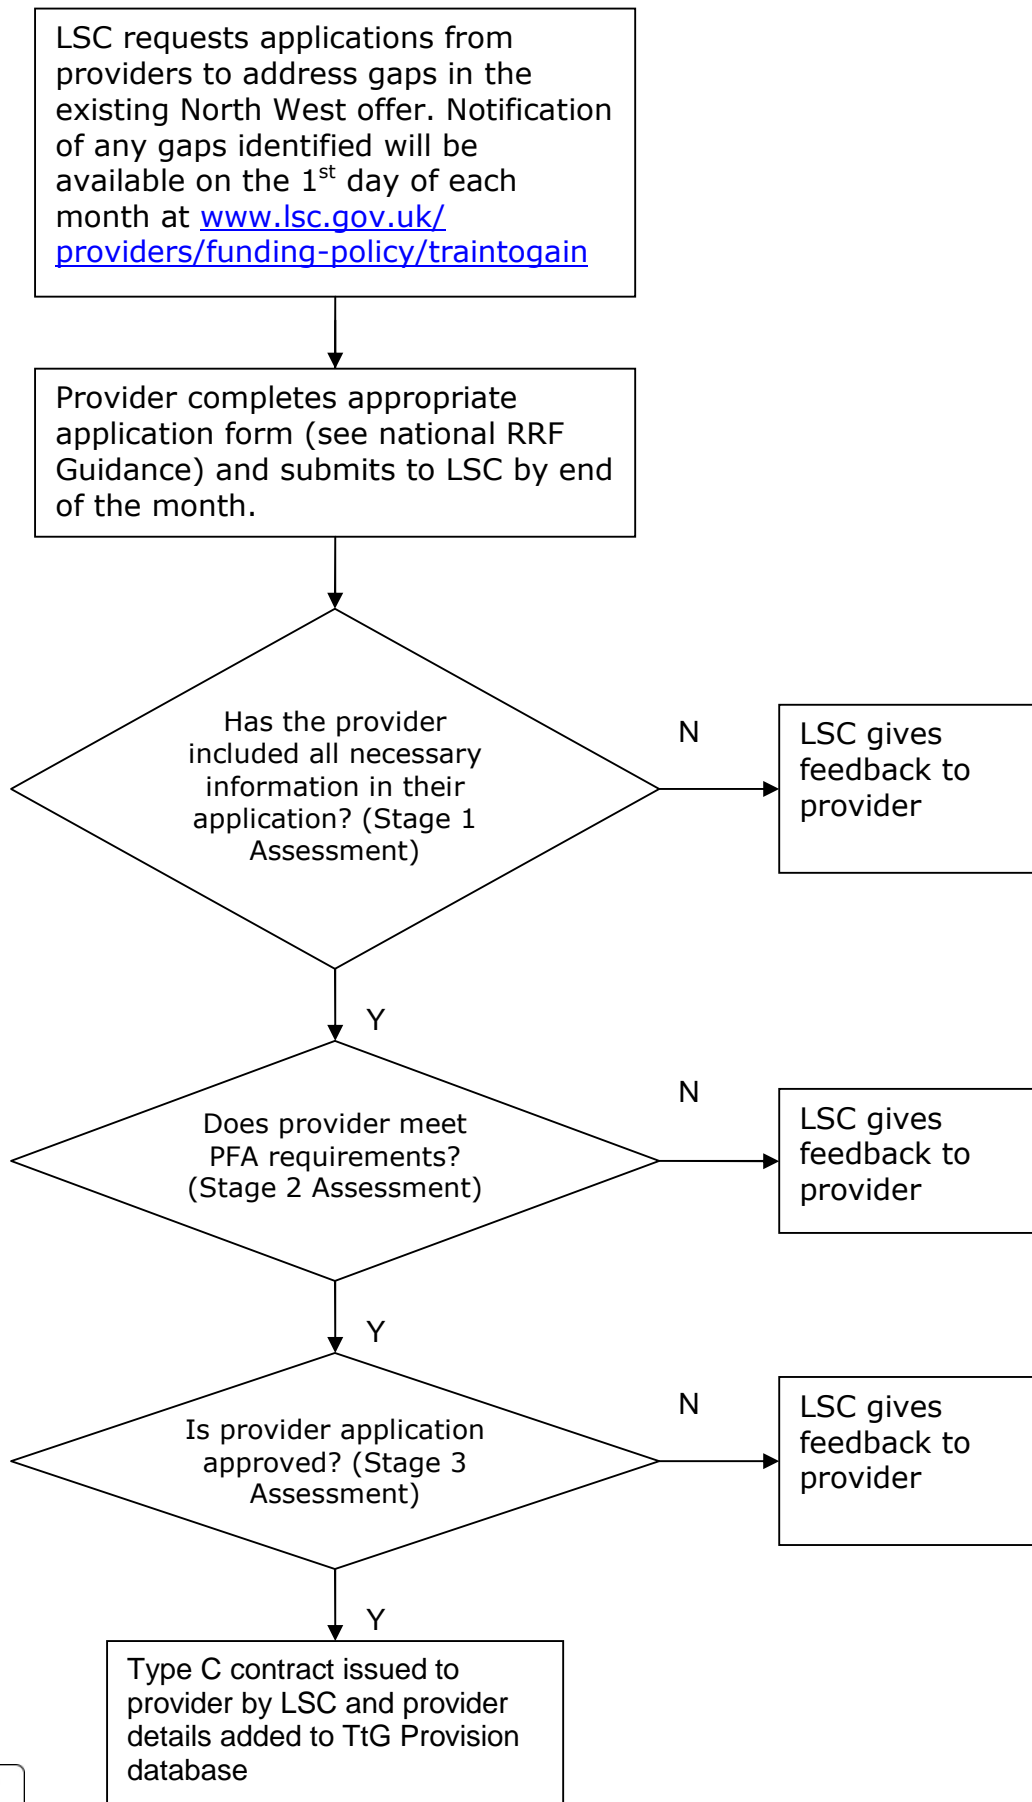 LSC requests applications from
providers to address gaps in the
existing North West offer. Notification
of any gaps identified will be
available on the 1st day of each
month at www.lsc.gov.uk/
providers/funding-policy/traintogain
Provider completes appropriate
application form (see national RRF
Guidance) and submits to LSC by end
of the month.
Has the provider
included all necessary
information in their
application? (Stage 1
Assessment)
N
LSC gives
feedback to
provider
Y
Does provider meet
PFA requirements?
(Stage 2 Assessment)
N
LSC gives
feedback to
provider
Y
Is provider application
approved? (Stage 3
Assessment)
N
LSC gives
feedback to
provider
Y
Type C contract issued to
provider by LSC and provider
details added to TtG Provision
database